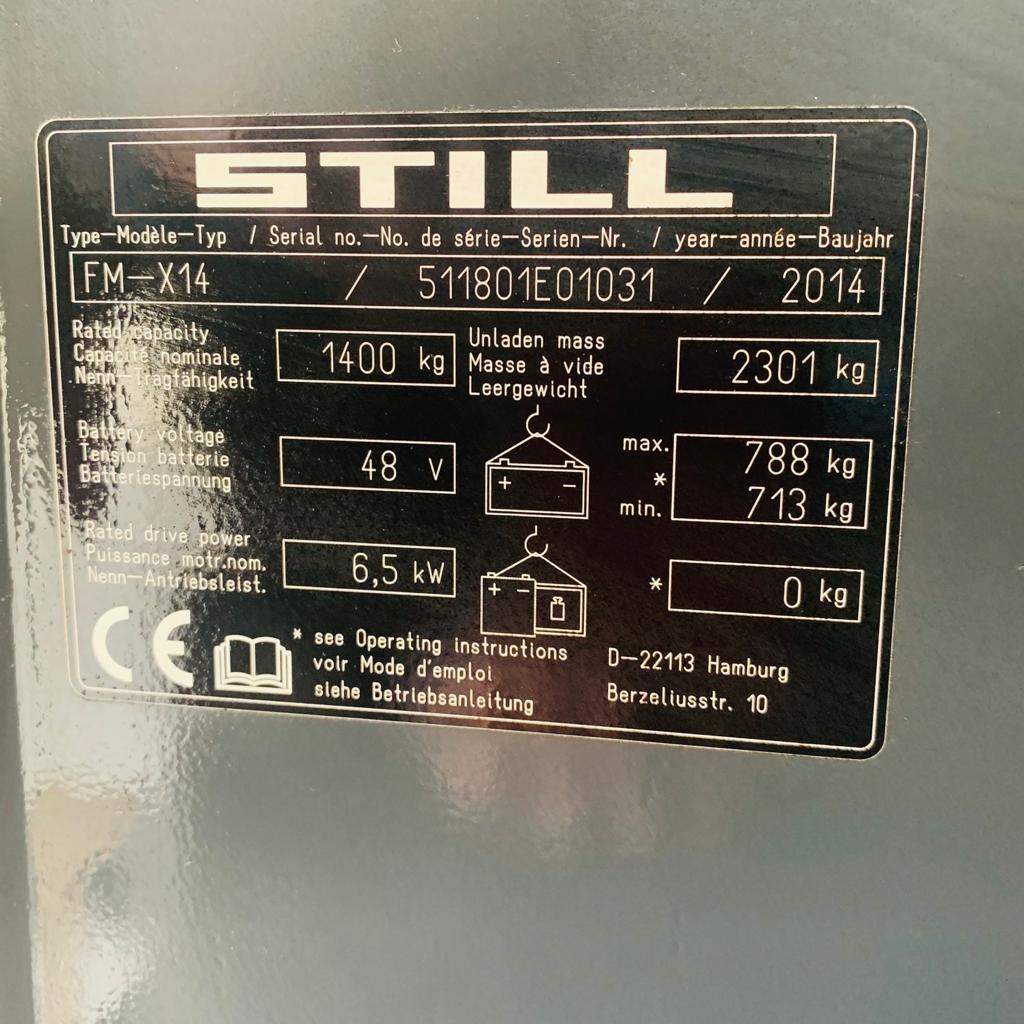 STILL
Type-Modèle-Typ / Serial no.-No. de série-Serien-Nr. / year-année-Baujahr
FM-X14 / 511801E01031 / 2014
Rated capacity
Capacité nominale
Nenn-Tragfähigkeit
1400 kg
Unladen mass
Masse à vide
Leergewicht
2301 kg
Battery voltage
Tension batterie
Batteriespannung
48 V
+ -
max. 788 kg
*
min. 713 kg
Rated drive power
Puissance motr.nom.
Nenn-Antriebsleist.
6,5 kW
+ -
* 0 kg
CE
* see Operating instructions
voir Mode d'emploi
siehe Betriebsanleitung
D-22113 Hamburg
Berzeliusstr. 10